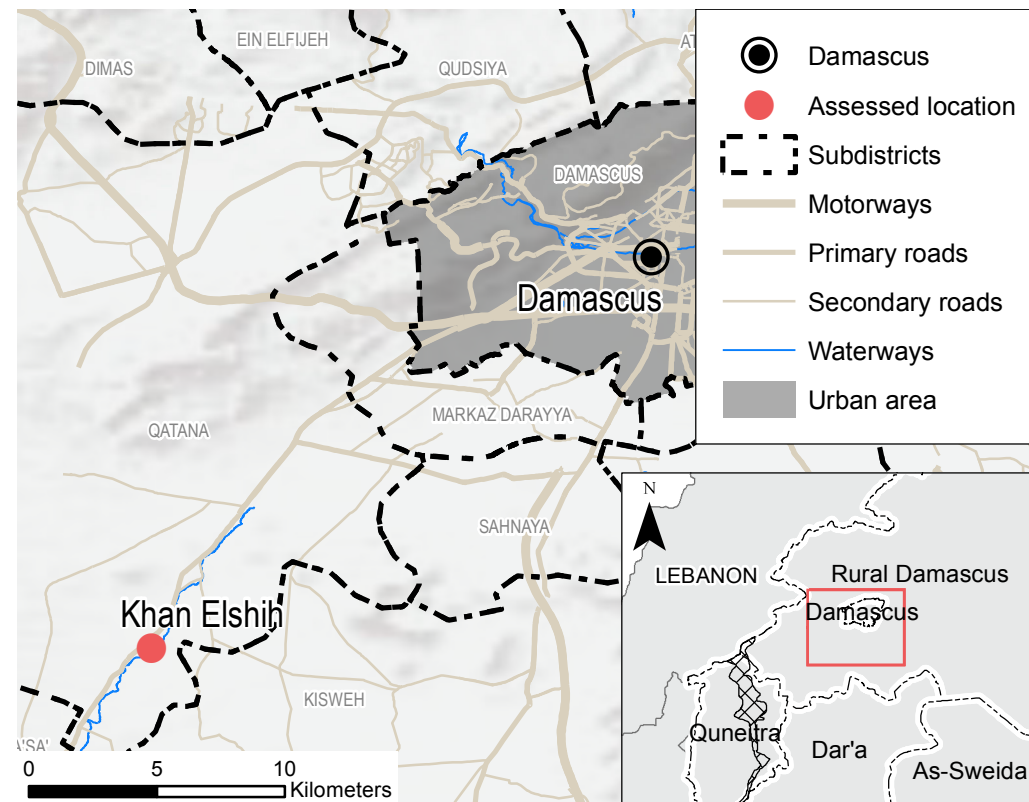 EIN ELFIJEH
DIMAS
QUDSIYA
DAMASCUS
Damascus
MARKAZ DARAYYA
QATANA
SAHNAYA
Khan Elshih
KISWEH
0 5 10
Kilometers
Damascus
Assessed location
Subdistricts
Motorways
Primary roads
Secondary roads
Waterways
Urban area
N
LEBANON
Rural Damascus
Damascus
Quneitra
Dar'a
As-Sweida